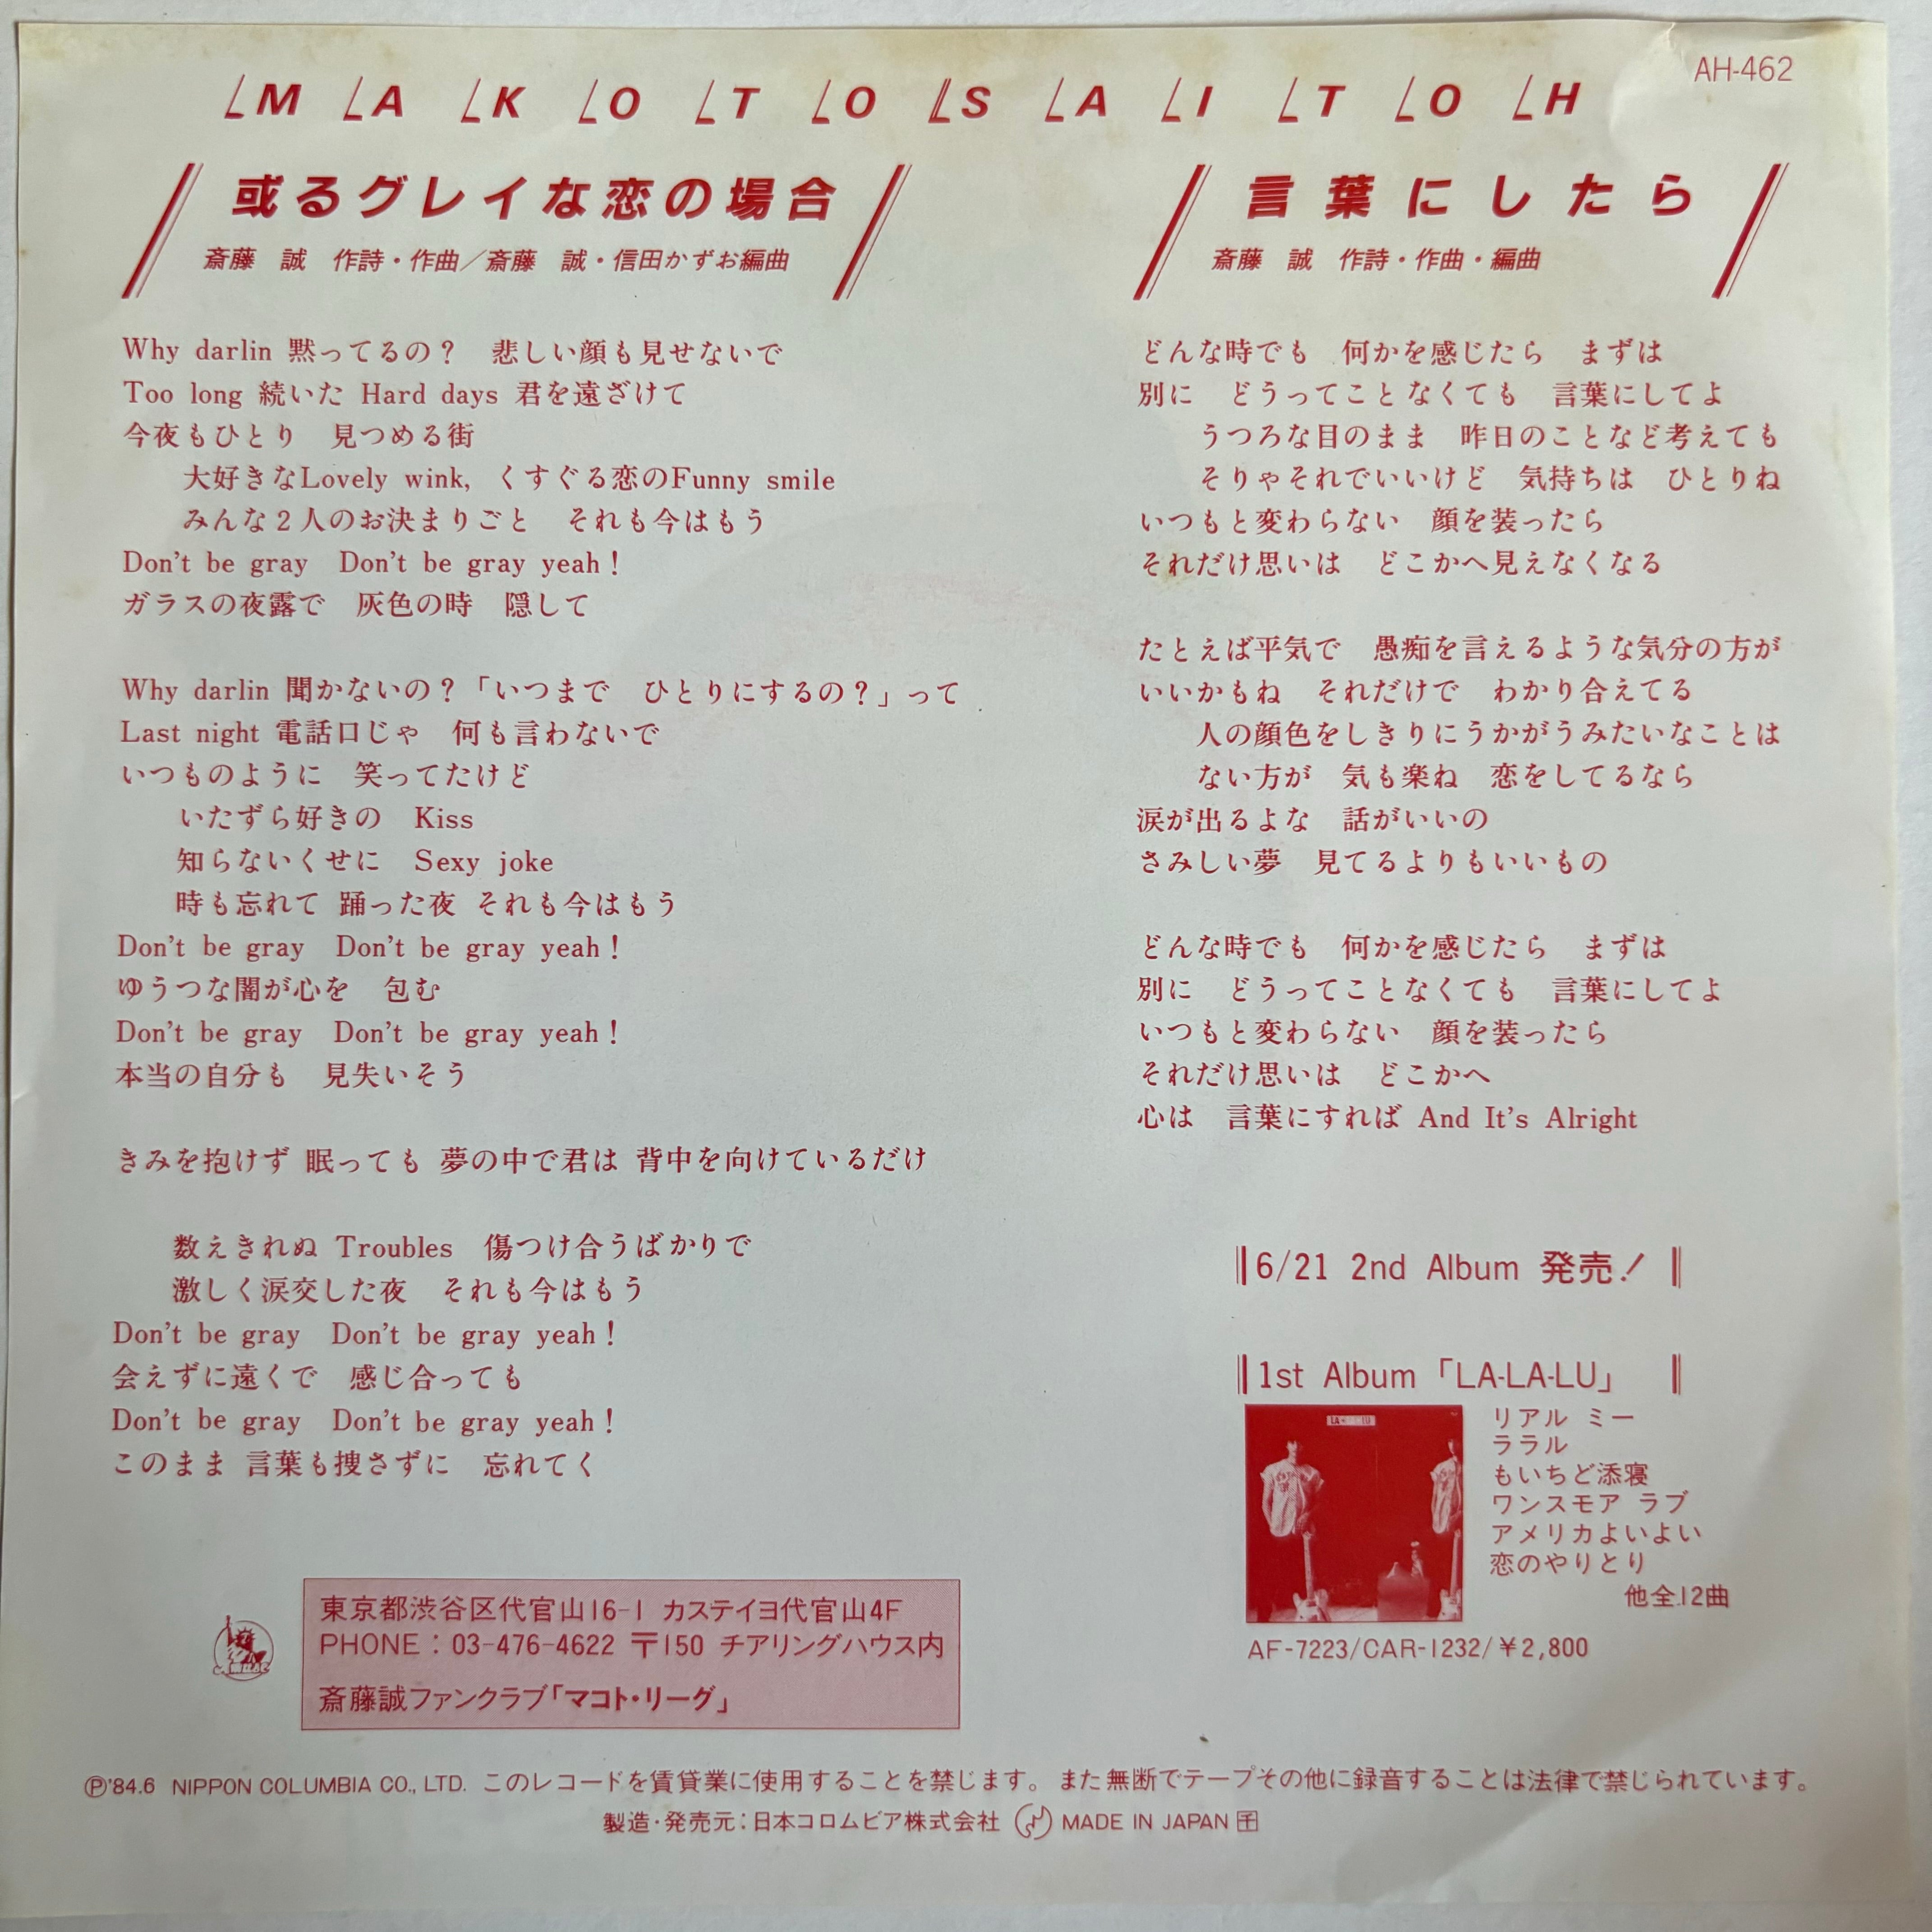 MAKOTO SAITOH
AH-462
或るグレイな恋の場合
斎藤 誠 作詩・作曲／斎藤 誠・信田かずお編曲
Why darlin 黙ってるの？ 悲しい顔も見せないで
Too long 続いた Hard days 君を遠ざけて
今夜もひとり 見つめる街
大好きなLovely wink, くすぐる恋のFunny smile
みんな２人のお決まりごと それも今はもう
Don't be gray Don't be gray yeah！
ガラスの夜露で 灰色の時 隠して
Why darlin 聞かないの？「いつまで ひとりにするの？」って
Last night 電話口じゃ 何も言わないで
いつものように 笑ってたけど
いたずら好きの Kiss
知らないくせに Sexy joke
時も忘れて 踊った夜 それも今はもう
Don't be gray Don't be gray yeah！
ゆうつな闇が心を 包む
Don't be gray Don't be gray yeah！
本当の自分も 見失いそう
きみを抱けず 眠っても 夢の中で君は 背中を向けているだけ
数えきれぬ Troubles 傷つけ合うばかりで
激しく涙交した夜 それも今はもう
Don't be gray Don't be gray yeah！
会えずに遠くで 感じ合っても
Don't be gray Don't be gray yeah！
このまま 言葉も捜さずに 忘れてく
言葉にしたら
斎藤 誠 作詩・作曲・編曲
どんな時でも 何かを感じたら まずは
別に どうってことなくても 言葉にしてよ
うつろな目のまま 昨日のことなど考えても
そりゃそれでいいけど 気持ちは ひとりね
いつもと変わらない 顔を装ったら
それだけ思いは どこかへ見えなくなる
たとえば平気で 愚痴を言えるような気分の方が
いいかもね それだけで わかり合えてる
人の顔色をしきりにうかがうみたいなことは
ない方が 気も楽ね 恋をしてるなら
涙が出るよな 話がいいの
さみしい夢 見てるよりもいいもの
どんな時でも 何かを感じたら まずは
別に どうってことなくても 言葉にしてよ
いつもと変わらない 顔を装ったら
それだけ思いは どこかへ
心は 言葉にすれば And It's Alright
6/21 2nd Album 発売！
1st Album「LA-LA-LU」
リアル ミー
ララル
もいちど添寝
ワンスモア ラブ
アメリカよいよい
恋のやりとり
他全12曲
AF-7223/CAR-1232/￥2,800
東京都渋谷区代官山16-1 カステイヨ代官山4F
PHONE：03-476-4622 〒150 チアリングハウス内
斎藤誠ファンクラブ「マコト・リーグ」
Ⓟ'84.6 NIPPON COLUMBIA CO., LTD. このレコードを賃貸業に使用することを禁じます。また無断でテープその他に録音することは法律で禁じられています。
製造・発売元：日本コロムビア株式会社 MADE IN JAPAN